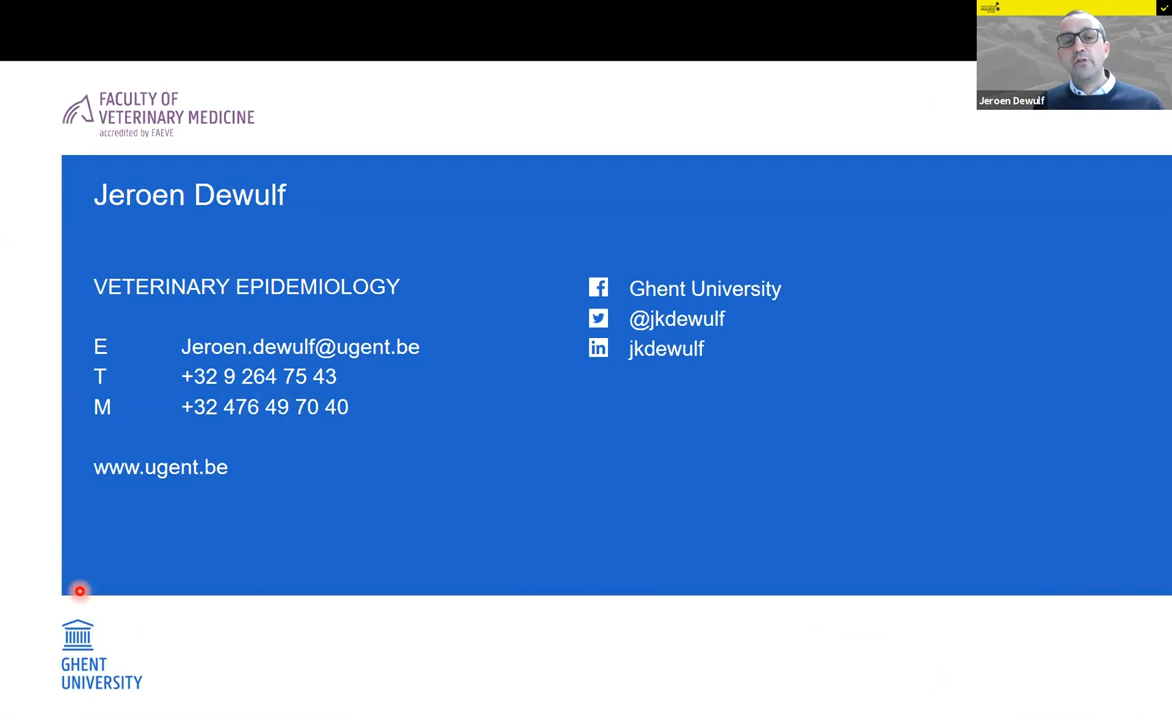 Jeroen Dewulf
FACULTY OF
VETERINARY MEDICINE
accredited by EAEVE
Jeroen Dewulf
VETERINARY EPIDEMIOLOGY
E Jeroen.dewulf@ugent.be
T +32 9 264 75 43
M +32 476 49 70 40
www.ugent.be
Ghent University
@jkdewulf
jkdewulf
GHENT
UNIVERSITY